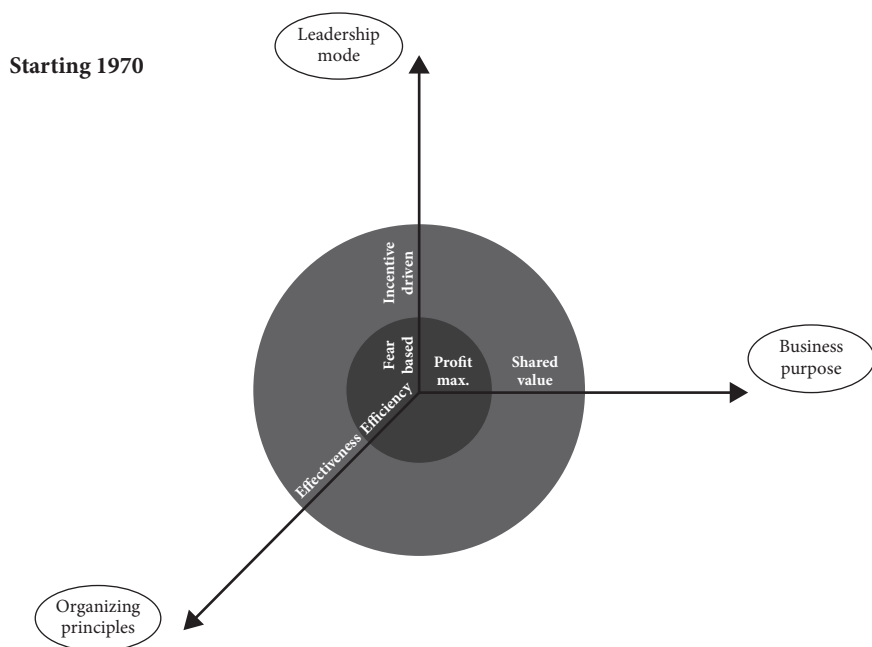 Leadership
mode
Starting 1970
Incentive
driven
Fear
based
Profit
max.
Shared
value
Business
purpose
Efficiency
Effectiveness
Organizing
principles